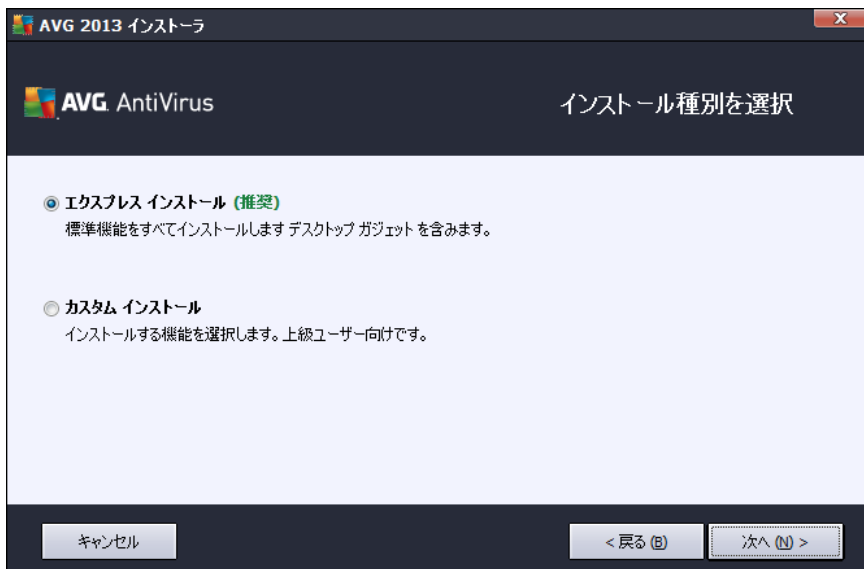 AVG 2013 インストーラ
AVG. AntiVirus
インストール種別を選択
エクスプレス インストール (推奨)
標準機能をすべてインストールします デスクトップ ガジェット を含みます。
カスタム インストール
インストールする機能を選択します。上級ユーザー向けです。
キャンセル
< 戻る (B)
次へ (N) >